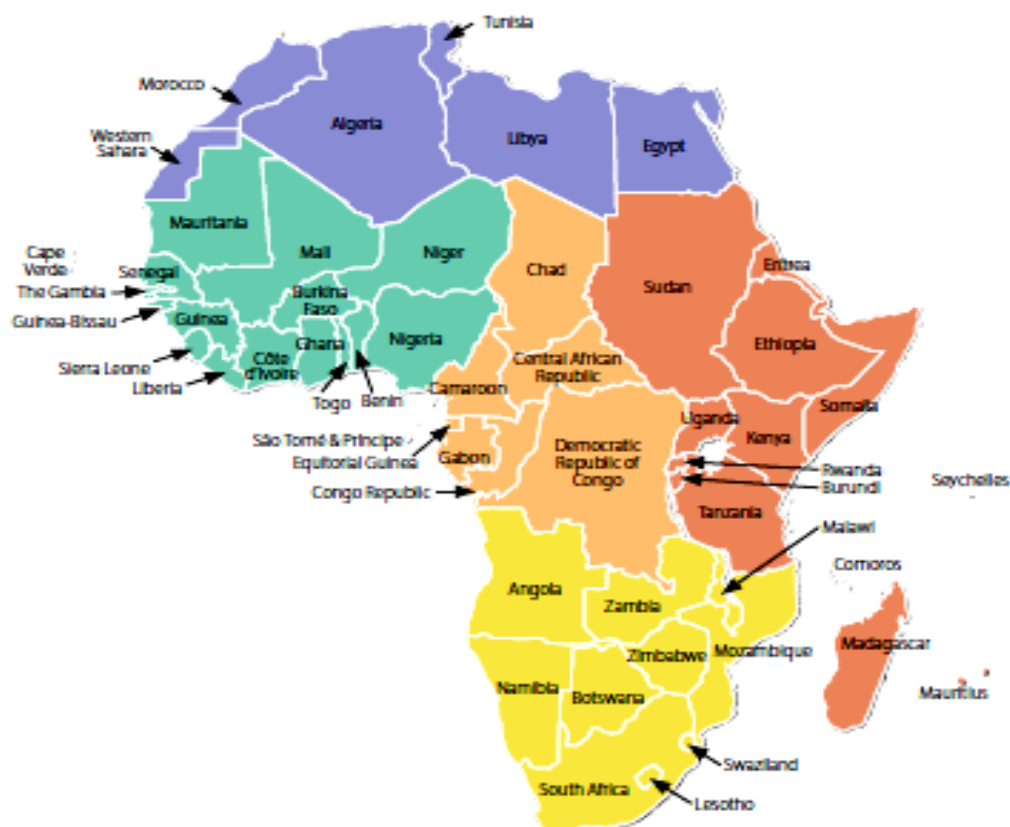 Tunisia
Morocco
Algeria
Libya
Egypt
Western
Sahara
Mauritania
Mali
Niger
Chad
Sudan
Eritrea
Cape
Verde
Senegal
The Gambia
Guinea-Bissau
Guinea
Burkina
Faso
Nigeria
Ethiopia
Sierra Leone
Liberia
Côte
d'Ivoire
Ghana
Togo
Benin
Central African
Republic
Camaroon
Somalia
Uganda
Kenya
São Tomé & Príncipe
Equitorial Guinea
Gabon
Congo Republic
Democratic
Republic of
Congo
Rwanda
Burundi
Seychelles
Tanzania
Malawi
Comoros
Angola
Zambia
Zimbabwe
Mozambique
Madagascar
Mauritius
Namibia
Botswana
Swaziland
South Africa
Lesotho